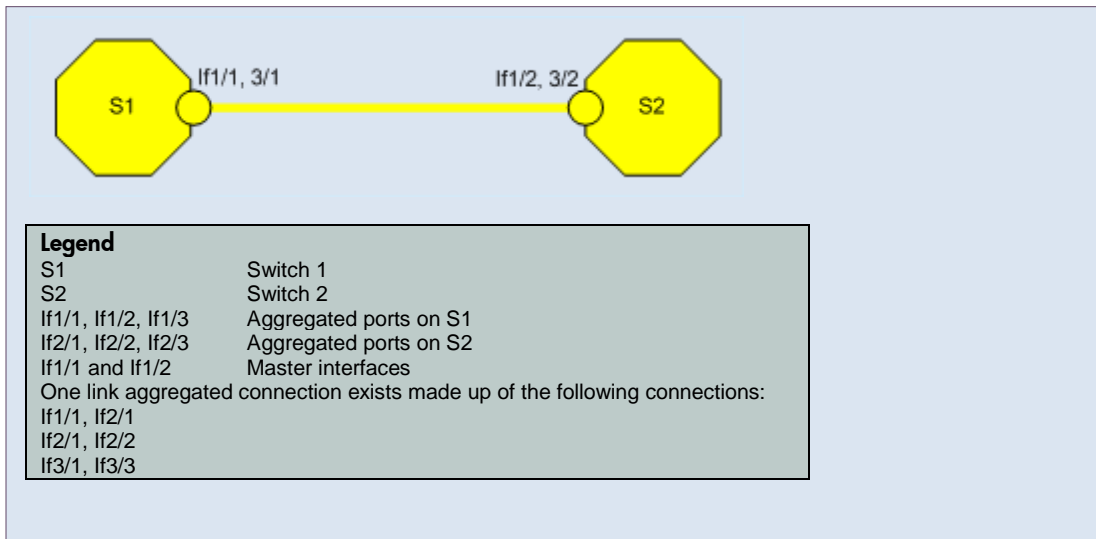 If1/1, 3/1 If1/2, 3/2
S1 S2
Legend
S1 Switch 1
S2 Switch 2
If1/1, If1/2, If1/3 Aggregated ports on S1
If2/1, If2/2, If2/3 Aggregated ports on S2
If1/1 and If1/2 Master interfaces
One link aggregated connection exists made up of the following connections:
If1/1, If2/1
If2/1, If2/2
If3/1, If3/3